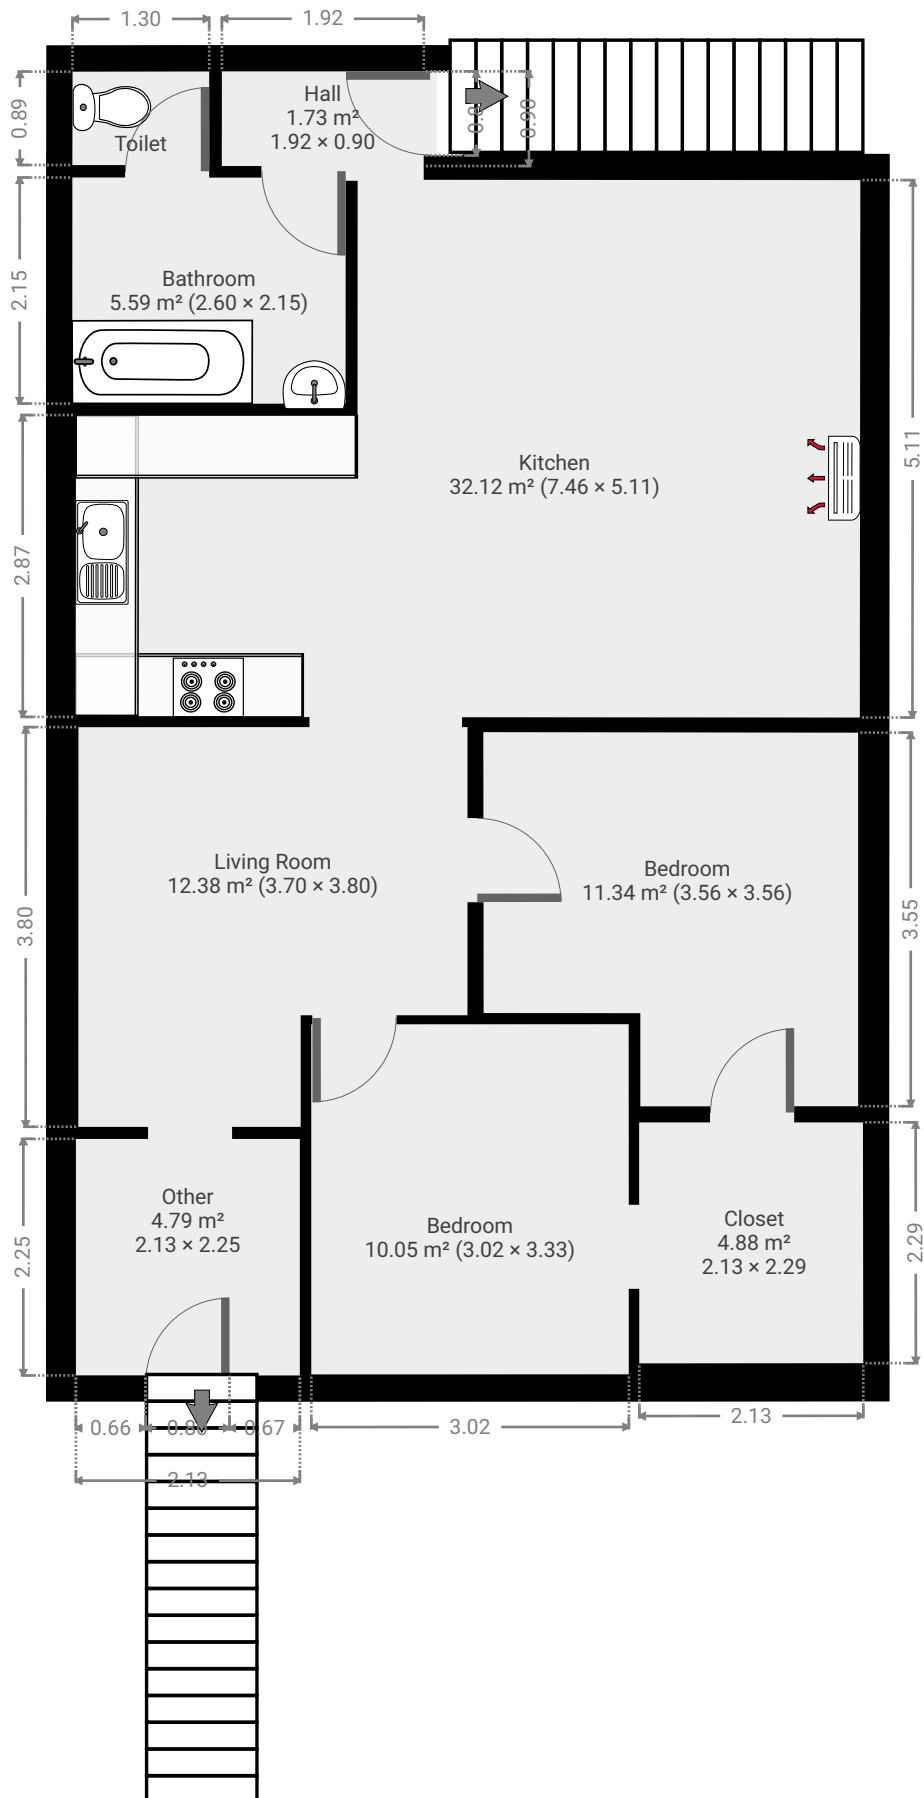 1.30
1.92
0.89
Hall
1.73 m²
1.92 × 0.90
0.90
Toilet
2.15
Bathroom
5.59 m² (2.60 × 2.15)
5.11
Kitchen
32.12 m² (7.46 × 5.11)
2.87
Living Room
12.38 m² (3.70 × 3.80)
Bedroom
11.34 m² (3.56 × 3.56)
3.80
3.55
Other
4.79 m²
2.13 × 2.25
Bedroom
10.05 m² (3.02 × 3.33)
Closet
4.88 m²
2.13 × 2.29
2.25
2.29
0.66
0.67
3.02
2.13
2.13